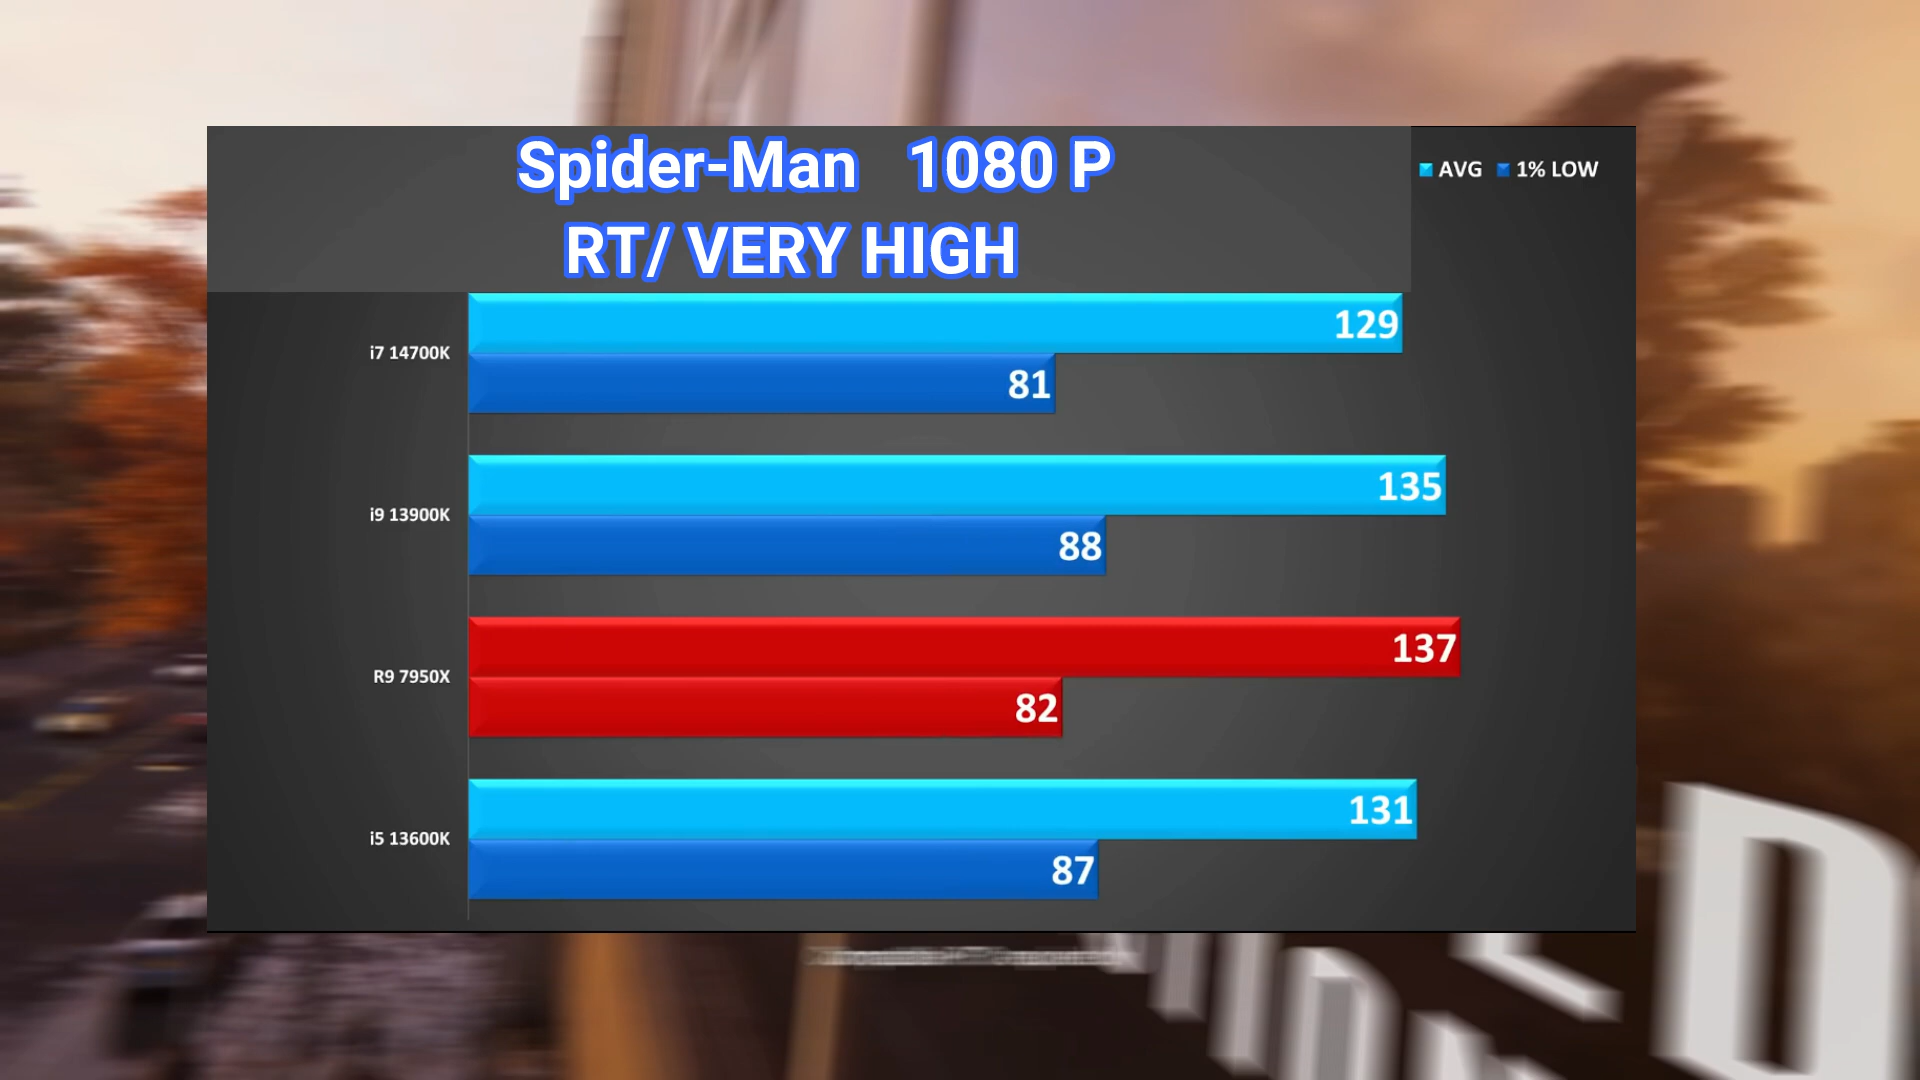 Spider-Man 1080 P
RT/ VERY HIGH
AVG 1% LOW
i7 14700K
129
81
i9 13900K
135
88
R9 7950X
137
82
i5 13600K
131
87